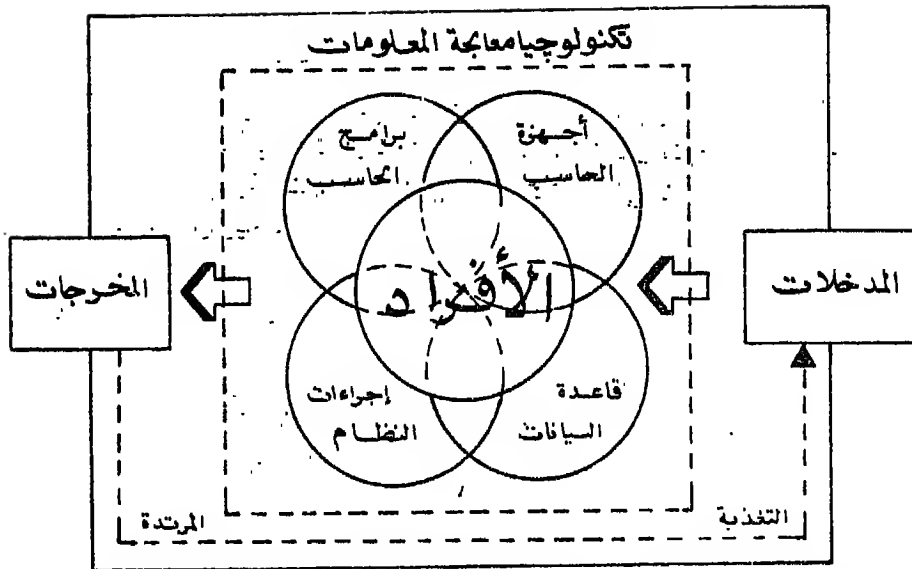 تكنولوجيا معالجة المعلومات
أجهزة
الحاسب
برامج
الحاسب
المدخلات
الأفراد
المخرجات
قاعدة
البيانات
إجراءات
النظام
التغذية
المرتدة